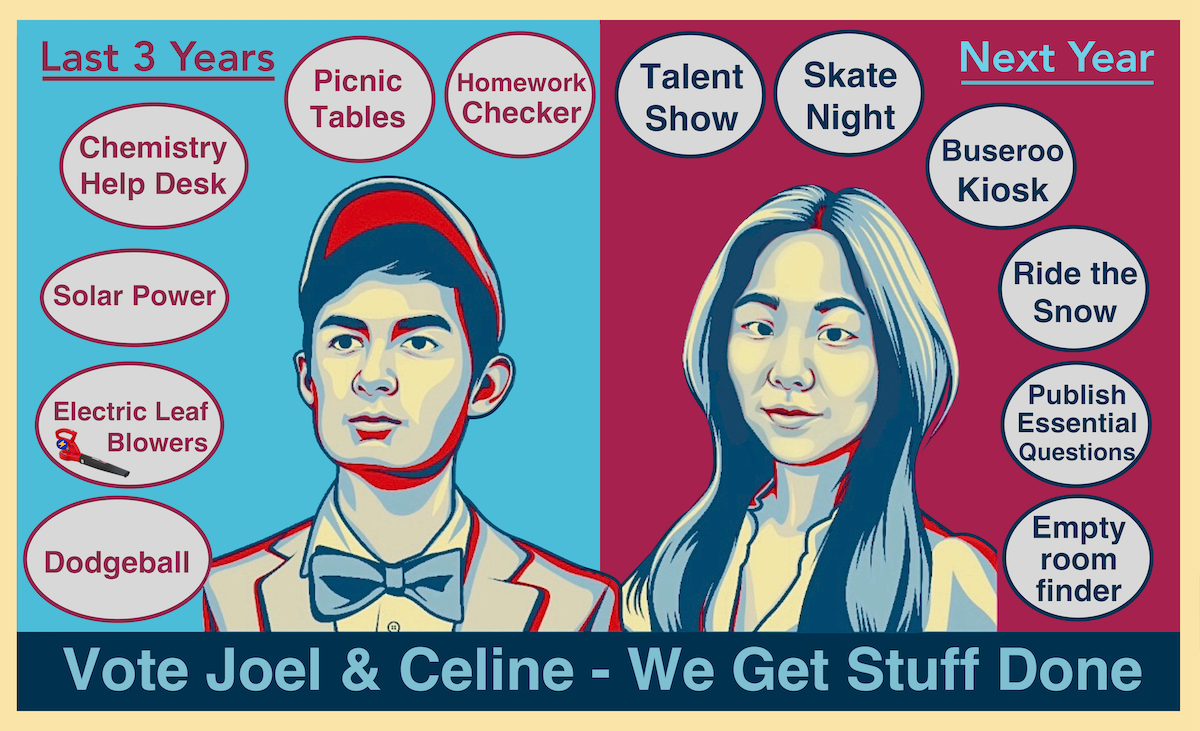 Last 3 Years
Picnic
Tables
Homework
Checker
Chemistry
Help Desk
Solar Power
Electric Leaf
Blowers
Dodgeball
Next Year
Talent
Show
Skate
Night
Buseroo
Kiosk
Ride the
Snow
Publish
Essential
Questions
Empty
room
finder
Vote Joel & Celine - We Get Stuff Done